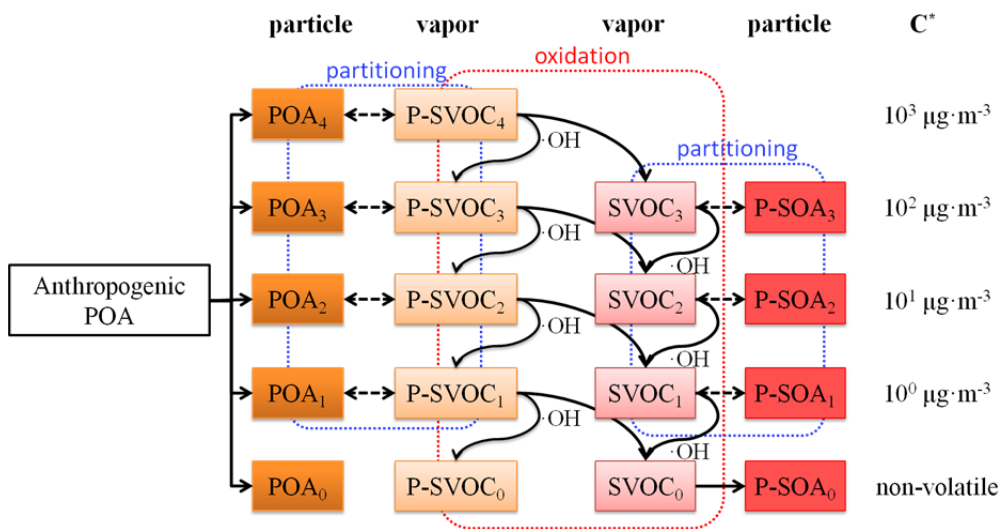 particle vapor vapor particle C*
oxidation
partitioning
POA₄ P-SVOC₄ 10³ μg·m⁻³
·OH
partitioning
POA₃ P-SVOC₃ SVOC₃ P-SOA₃ 10² μg·m⁻³
·OH
·OH
Anthropogenic
POA
POA₂ P-SVOC₂ SVOC₂ P-SOA₂ 10¹ μg·m⁻³
·OH
·OH
POA₁ P-SVOC₁ SVOC₁ P-SOA₁ 10⁰ μg·m⁻³
·OH
·OH
POA₀ P-SVOC₀ SVOC₀ P-SOA₀ non-volatile